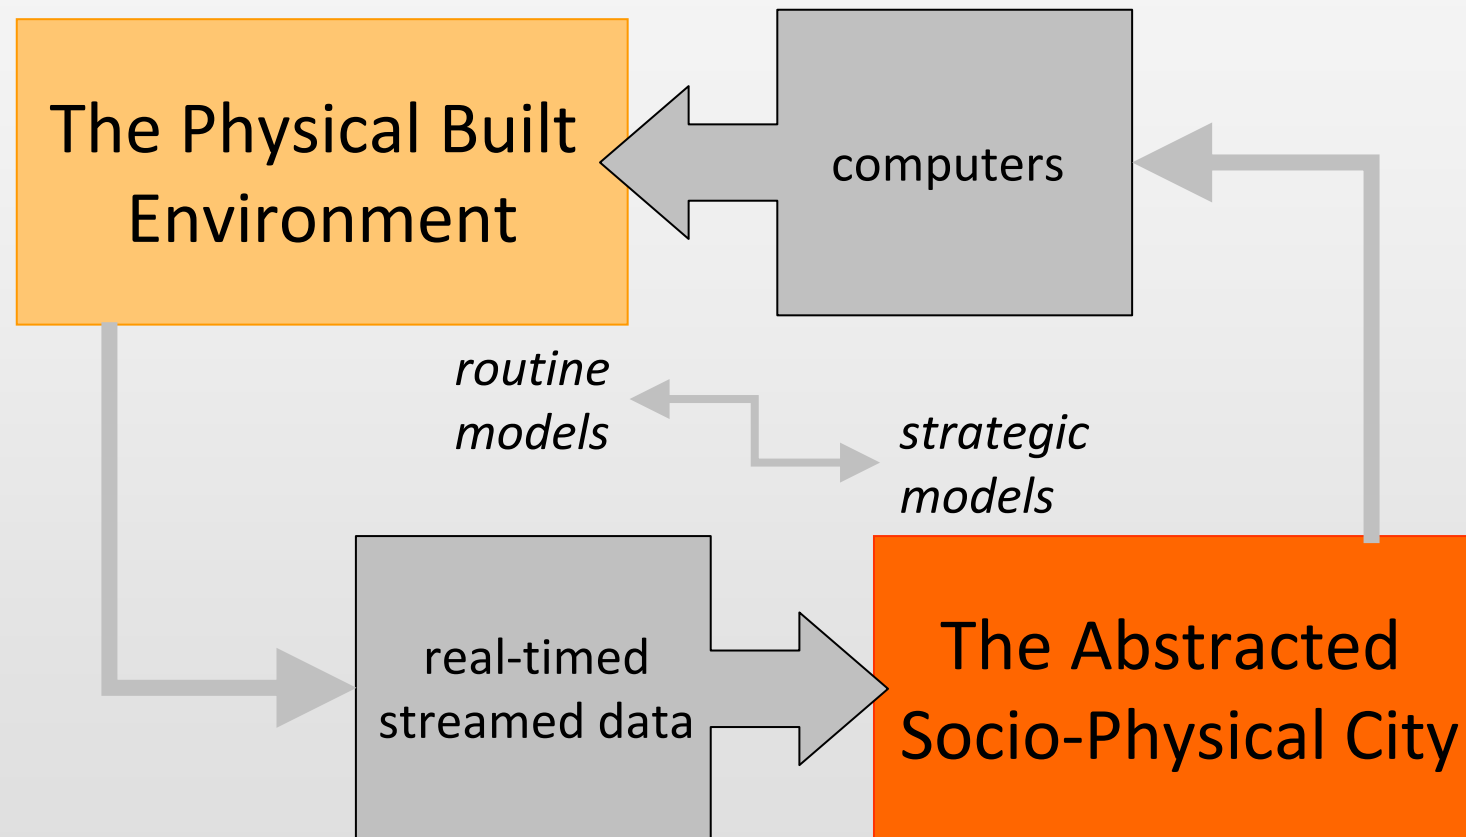 The Physical Built
Environment
computers
routine
models
strategic
models
real-timed
streamed data
The Abstracted
Socio-Physical City